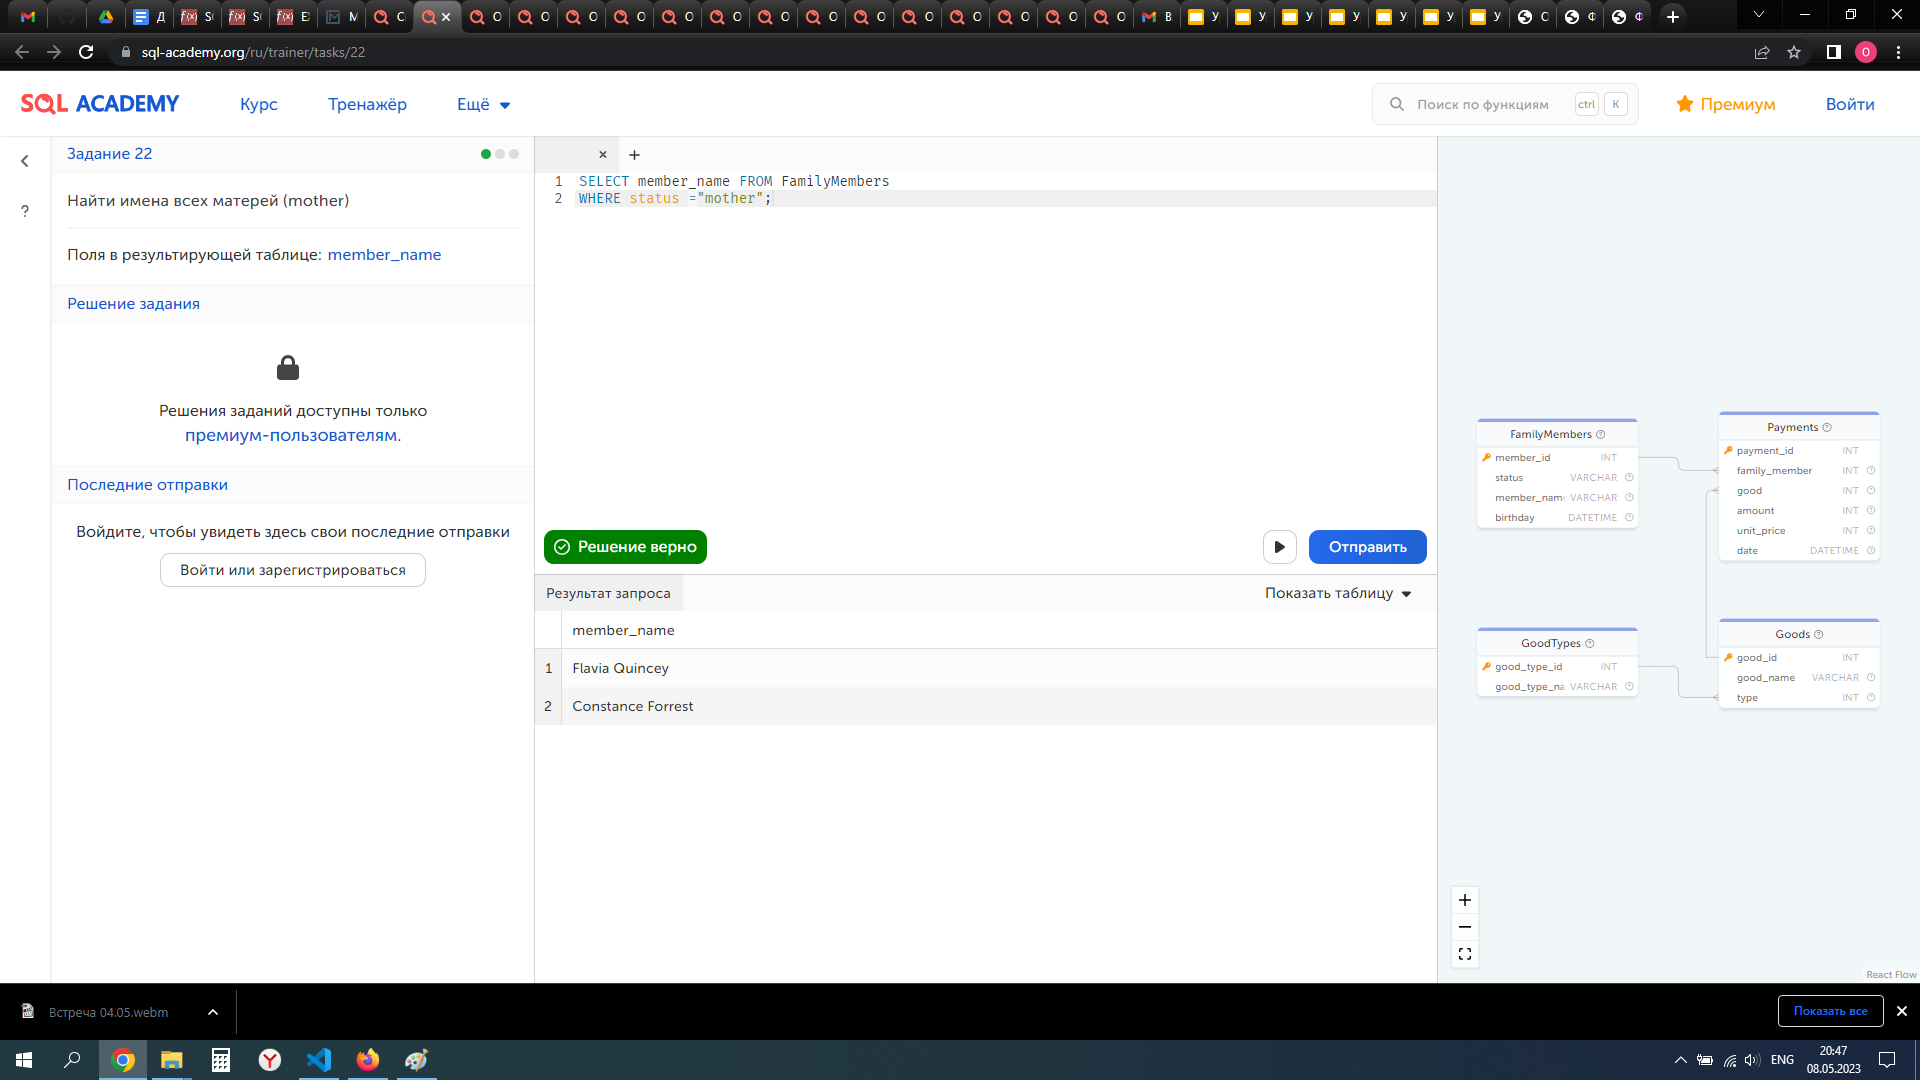 sql-academy.org/ru/trainer/tasks/22
SQL ACADEMY
Курс
Тренажёр
Ещё
Поиск по функциям
ctrl
K
Премиум
Войти
Задание 22
Найти имена всех матерей (mother)
Поля в результирующей таблице: member_name
Решение задания
Решения заданий доступны только
премиум-пользователям.
Последние отправки
Войдите, чтобы увидеть здесь свои последние отправки
Войти или зарегистрироваться
1 SELECT member_name FROM FamilyMembers
2 WHERE status ="mother";
Решение верно
Отправить
Результат запроса
Показать таблицу
member_name
1 Flavia Quincey
2 Constance Forrest
FamilyMembers
member_id INT
status VARCHAR
member_nam VARCHAR
birthday DATETIME
Payments
payment_id INT
family_member INT
good INT
amount INT
unit_price INT
date DATETIME
GoodTypes
good_type_id INT
good_type_na VARCHAR
Goods
good_id INT
good_name VARCHAR
type INT
React Flow
Встреча 04.05.webm
Показать все
ENG
20:47
08.05.2023